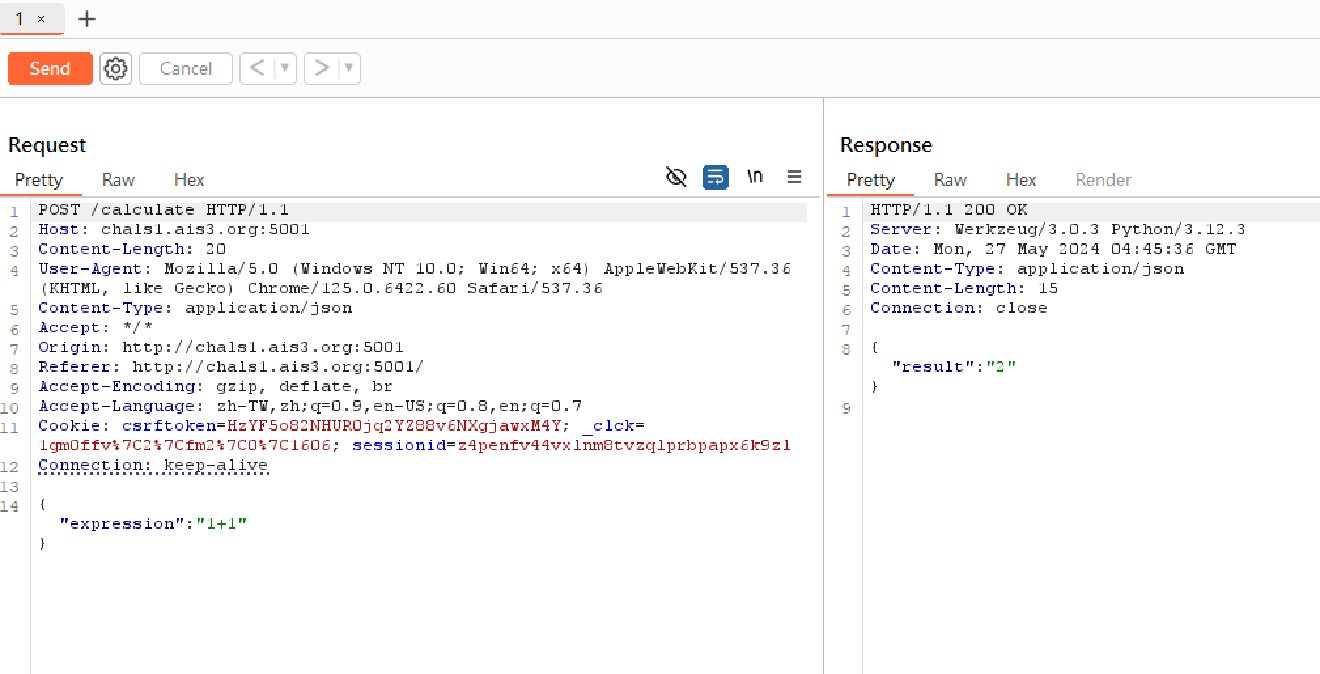 1 ×
Send
Cancel
Request
Pretty Raw Hex
\n
1 POST /calculate HTTP/1.1
2 Host: chals1.ais3.org:5001
3 Content-Length: 20
4 User-Agent: Mozilla/5.0 (Windows NT 10.0; Win64; x64) AppleWebKit/537.36
(KHTML, like Gecko) Chrome/125.0.6422.60 Safari/537.36
5 Content-Type: application/json
6 Accept: */*
7 Origin: http://chals1.ais3.org:5001
8 Referer: http://chals1.ais3.org:5001/
9 Accept-Encoding: gzip, deflate, br
10 Accept-Language: zh-TW,zh;q=0.9,en-US;q=0.8,en;q=0.7
11 Cookie: csrftoken=HzYF5o82NHUR0jq2YZ88v6NXgjawxM4Y; _clck=
1gm0ffv%7C2%7Cfm2%7C0%7C1606; sessionid=z4penfv44vxlnm8tvzqlprbpapx6k9zl
12 Connection: keep-alive
13
14 {
"expression":"1+1"
}
Response
Pretty Raw Hex Render
1 HTTP/1.1 200 OK
2 Server: Werkzeug/3.0.3 Python/3.12.3
3 Date: Mon, 27 May 2024 04:45:36 GMT
4 Content-Type: application/json
5 Content-Length: 15
6 Connection: close
7
8 {
"result":"2"
}
9